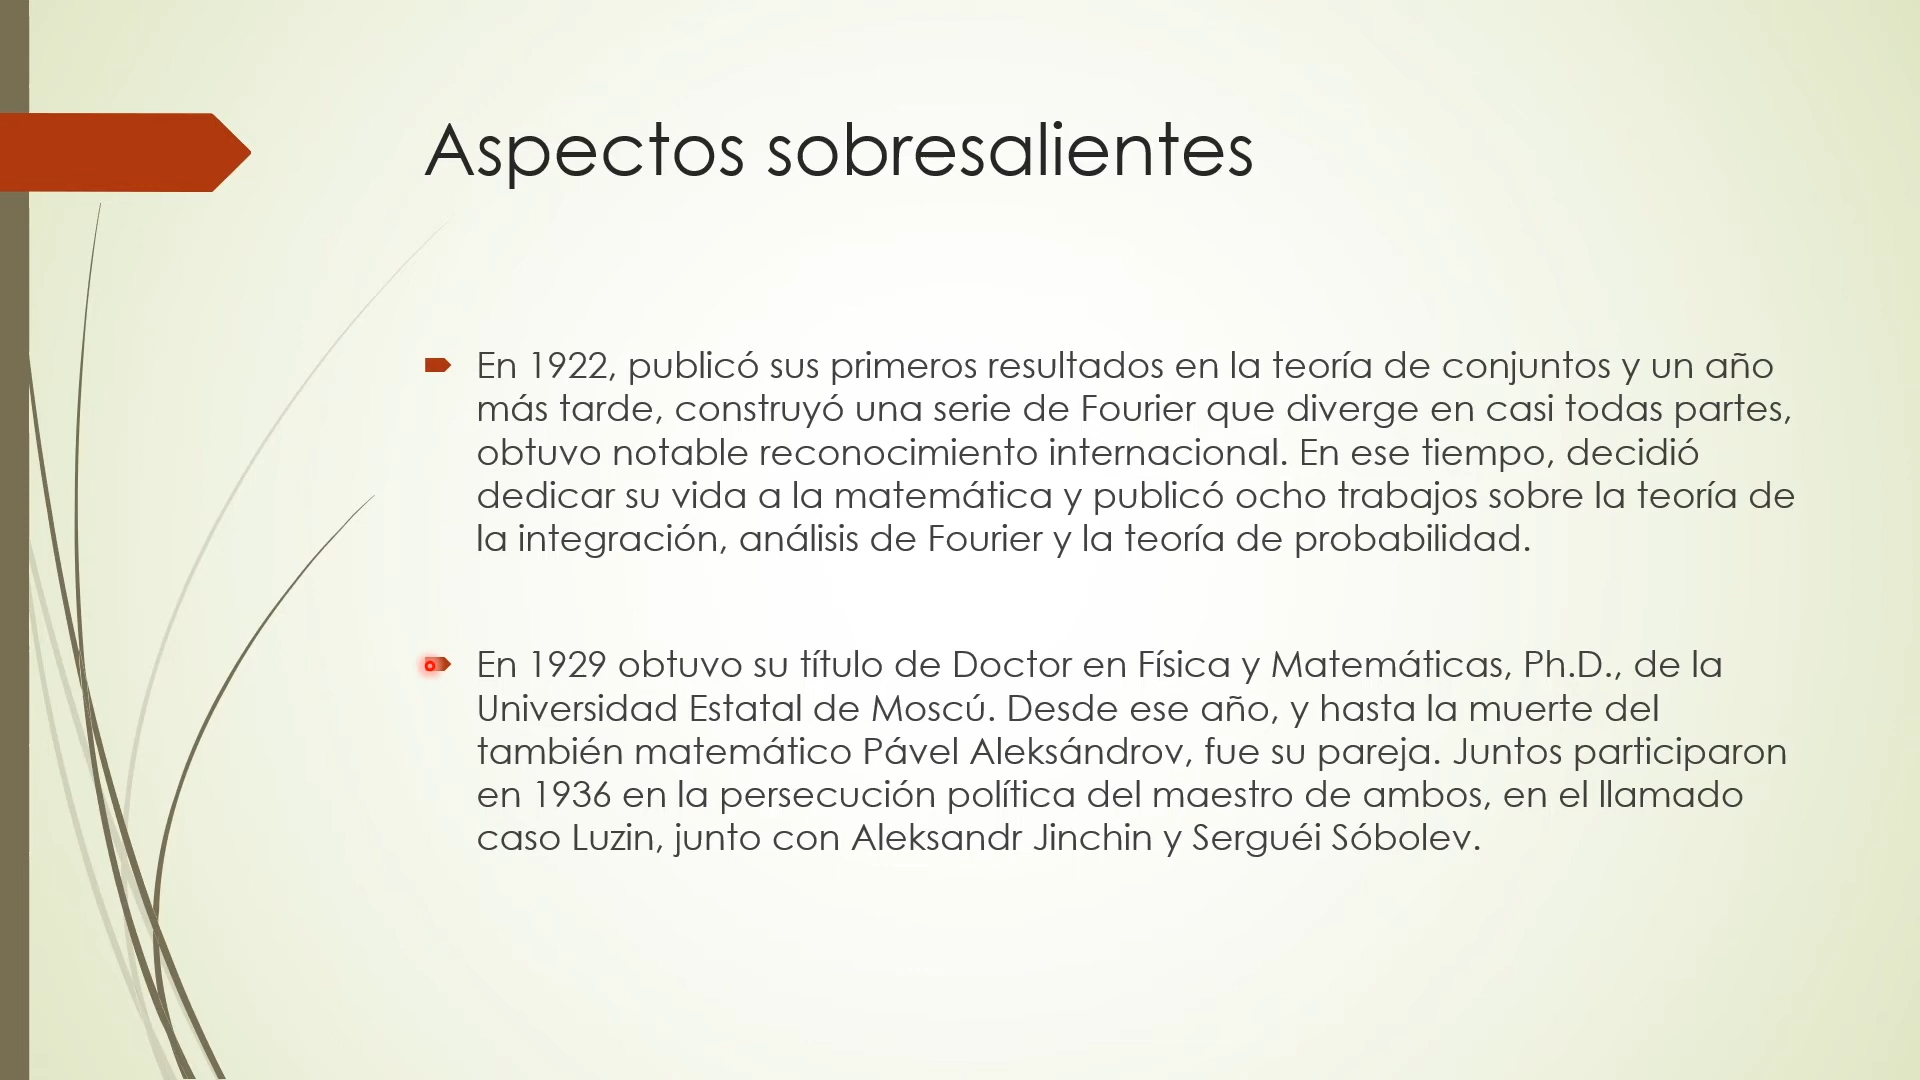 Aspectos sobresalientes
En 1922, publicó sus primeros resultados en la teoría de conjuntos y un año
más tarde, construyó una serie de Fourier que diverge en casi todas partes,
obtuvo notable reconocimiento internacional. En ese tiempo, decidió
dedicar su vida a la matemática y publicó ocho trabajos sobre la teoría de
la integración, análisis de Fourier y la teoría de probabilidad.
En 1929 obtuvo su título de Doctor en Física y Matemáticas, Ph.D., de la
Universidad Estatal de Moscú. Desde ese año, y hasta la muerte del
también matemático Pável Aleksándrov, fue su pareja. Juntos participaron
en 1936 en la persecución política del maestro de ambos, en el llamado
caso Luzin, junto con Aleksandr Jinchin y Serguéi Sóbolev.